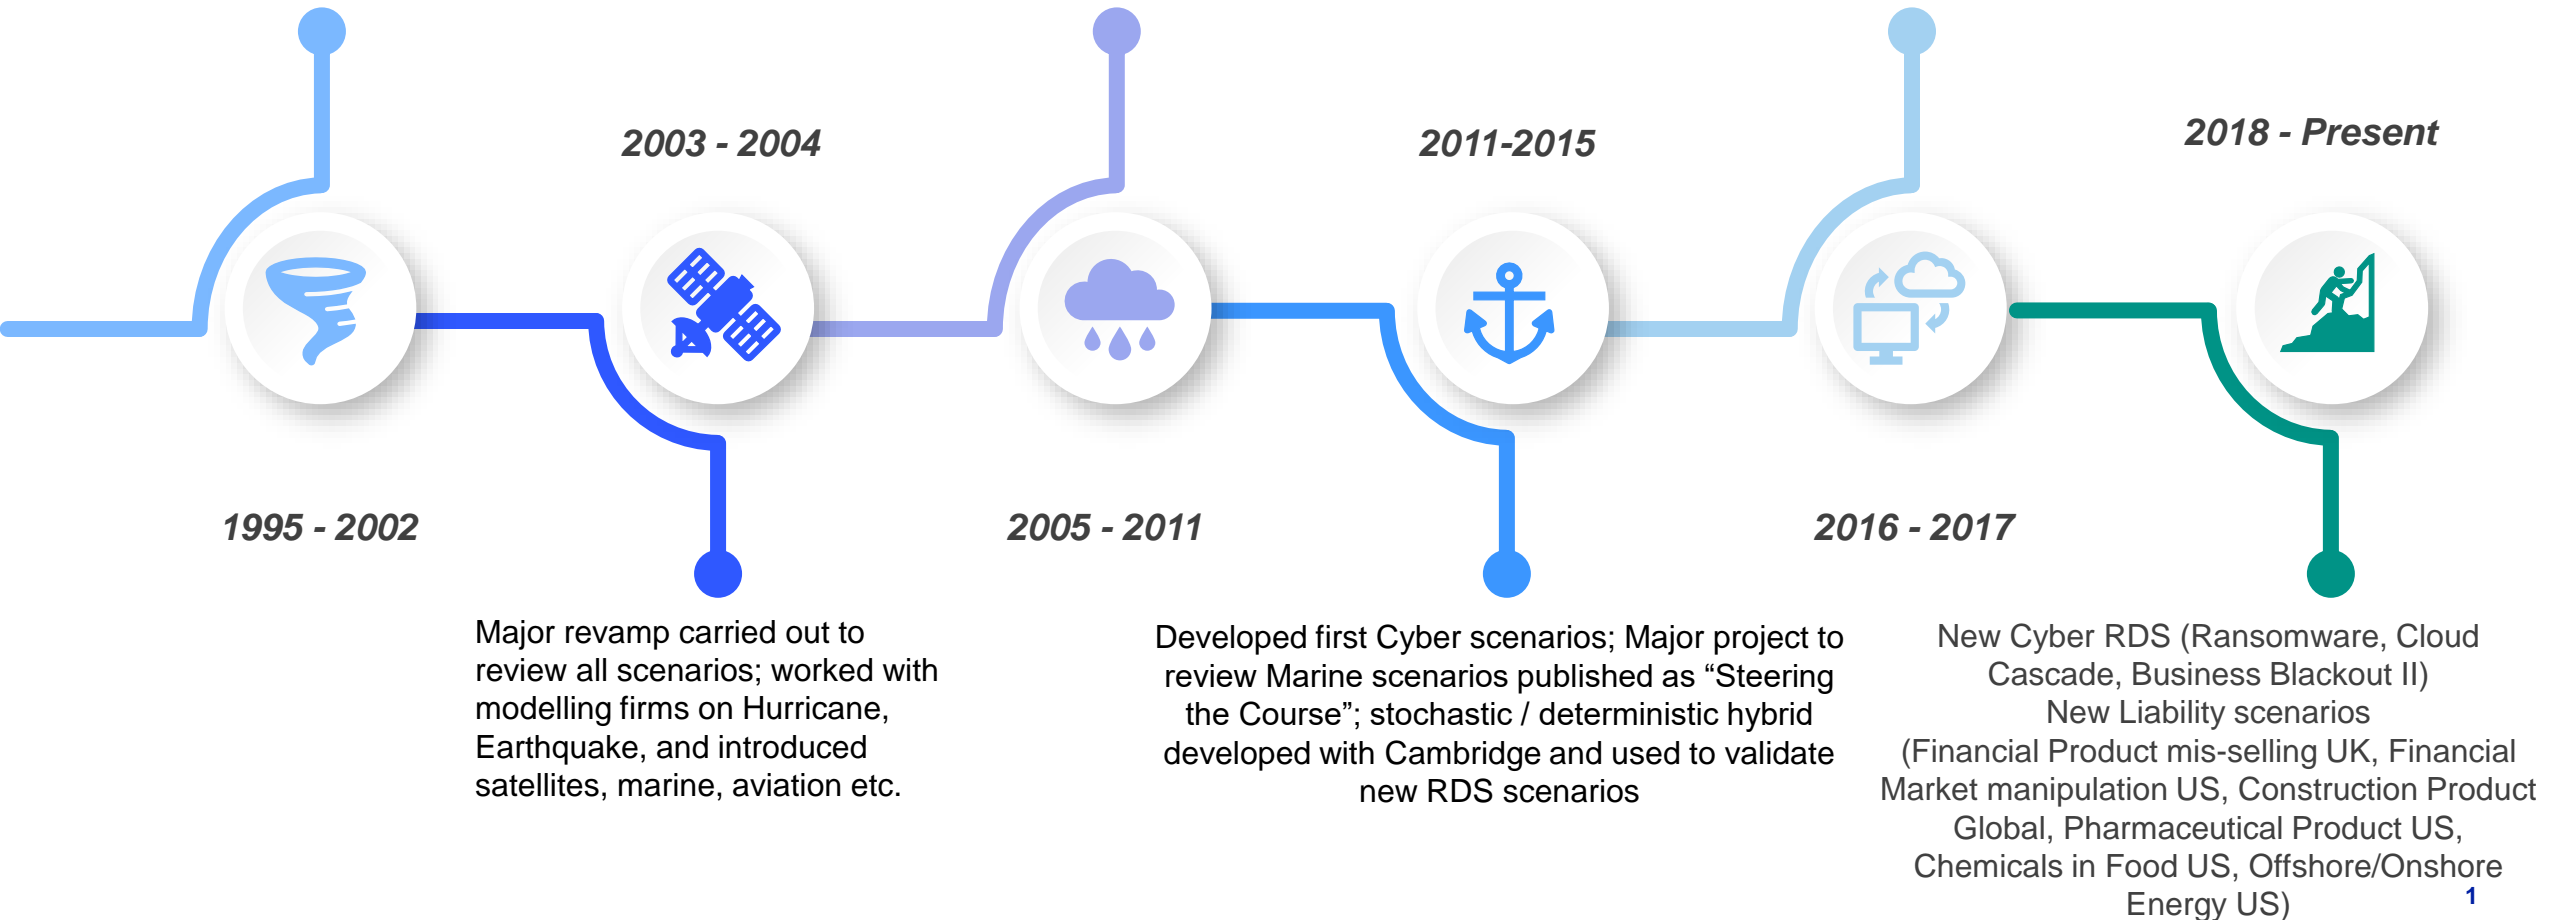 2003 - 2004
2011-2015
2018 - Present
1995 - 2002
2005 - 2011
2016 - 2017
Major revamp carried out to
review all scenarios; worked with
modelling firms on Hurricane,
Earthquake, and introduced
satellites, marine, aviation etc.
Developed first Cyber scenarios; Major project to
review Marine scenarios published as “Steering
the Course”; stochastic / deterministic hybrid
developed with Cambridge and used to validate
new RDS scenarios
New Cyber RDS (Ransomware, Cloud
Cascade, Business Blackout II)
New Liability scenarios
(Financial Product mis-selling UK, Financial
Market manipulation US, Construction Product
Global, Pharmaceutical Product US,
Chemicals in Food US, Offshore/Onshore
Energy US)
1